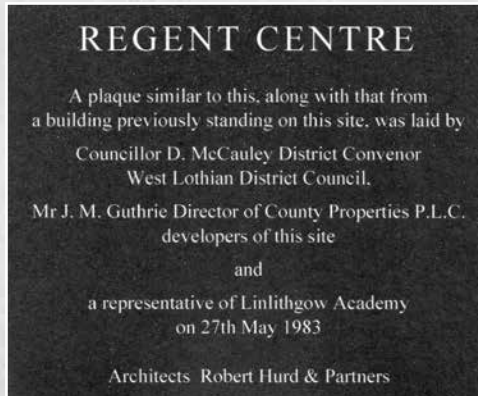 REGENT CENTRE
A plaque similar to this, along with that from
a building previously standing on this site, was laid by
Councillor D. McCauley District Convenor
West Lothian District Council,
Mr J. M. Guthrie Director of County Properties P.L.C.
developers of this site
and
a representative of Linlithgow Academy
on 27th May 1983
Architects Robert Hurd & Partners